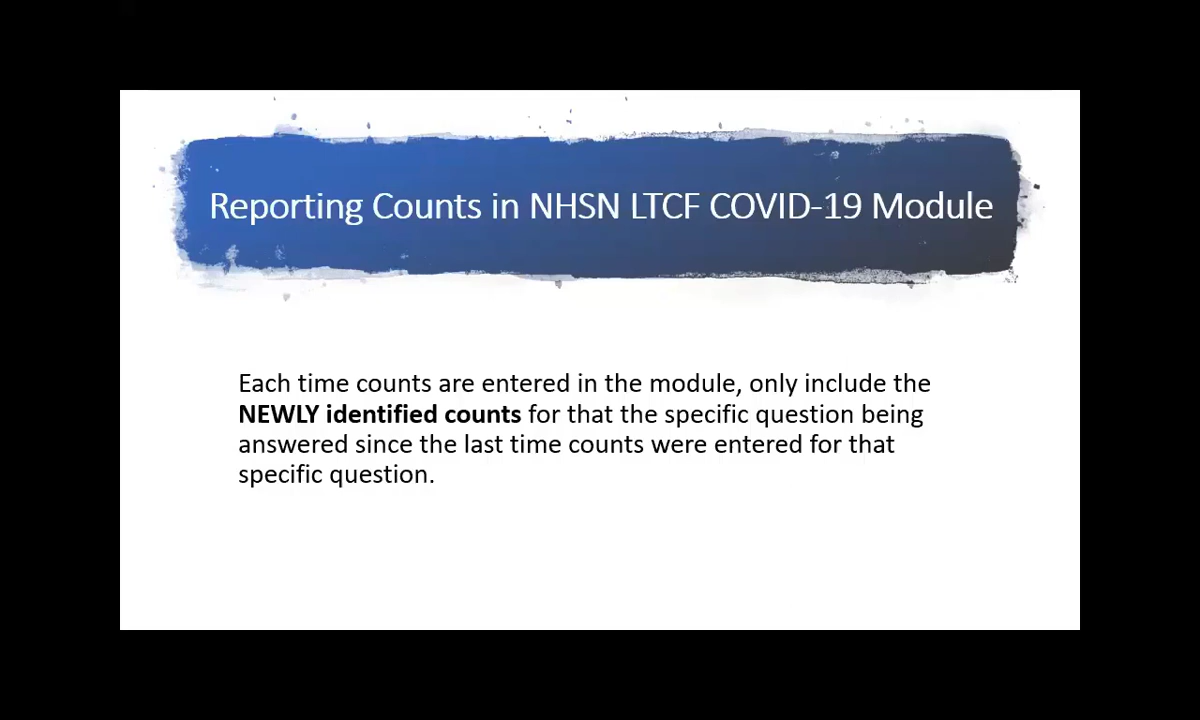 Reporting Counts in NHSN LTCF COVID-19 Module
Each time counts are entered in the module, only include the
NEWLY identified counts for that the specific question being
answered since the last time counts were entered for that
specific question.